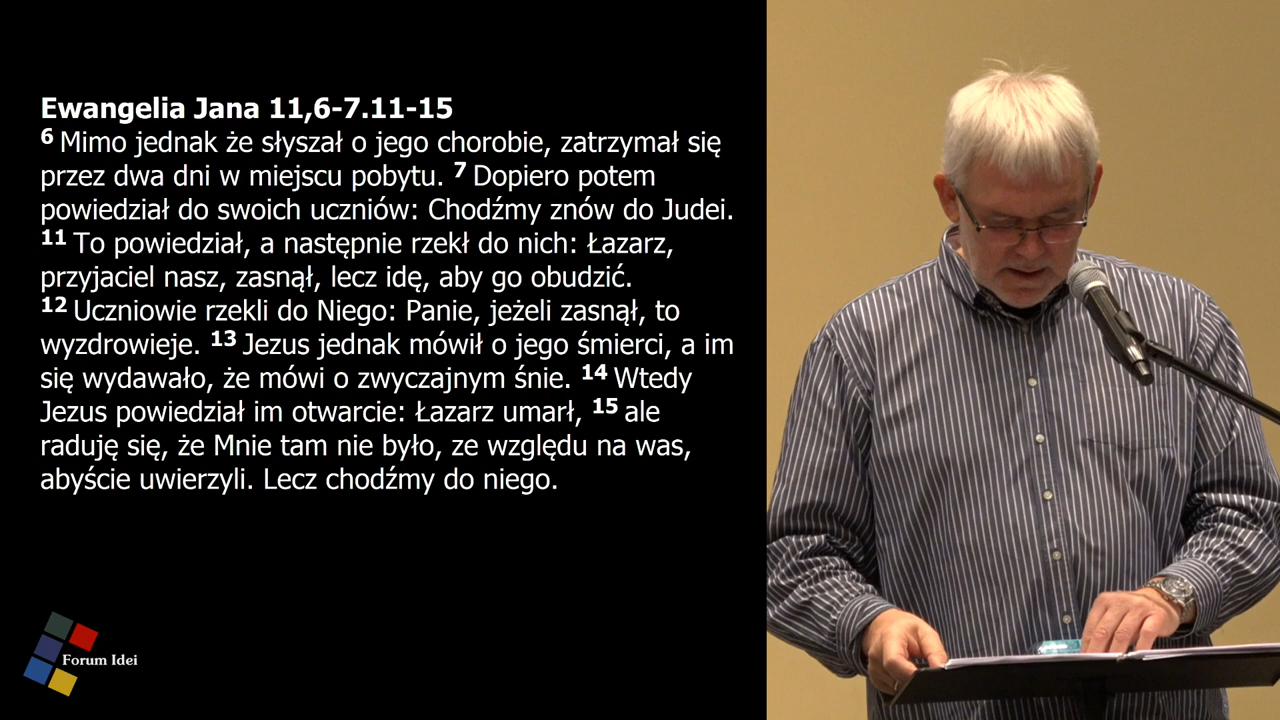 Ewangelia Jana 11,6-7.11-15
6 Mimo jednak że słyszał o jego chorobie, zatrzymał się
przez dwa dni w miejscu pobytu. 7 Dopiero potem
powiedział do swoich uczniów: Chodźmy znów do Judei.
11 To powiedział, a następnie rzekł do nich: Łazarz,
przyjaciel nasz, zasnął, lecz idę, aby go obudzić.
12 Uczniowie rzekli do Niego: Panie, jeżeli zasnął, to
wyzdrowieje. 13 Jezus jednak mówił o jego śmierci, a im
się wydawało, że mówi o zwyczajnym śnie. 14 Wtedy
Jezus powiedział im otwarcie: Łazarz umarł, 15 ale
raduję się, że Mnie tam nie było, ze względu na was,
abyście uwierzyli. Lecz chodźmy do niego.
Forum Idei